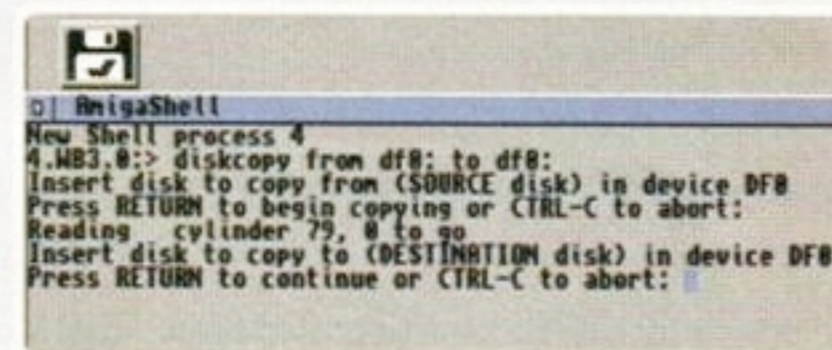 AmigaShell
New Shell process 4
4.WB3.0:> diskcopy from df0: to df0:
Insert disk to copy from (SOURCE disk) in device DF0
Press RETURN to begin copying or CTRL-C to abort:
Reading   cylinder 79, 0 to go
Insert disk to copy to (DESTINATION disk) in device DF0
Press RETURN to continue or CTRL-C to abort: